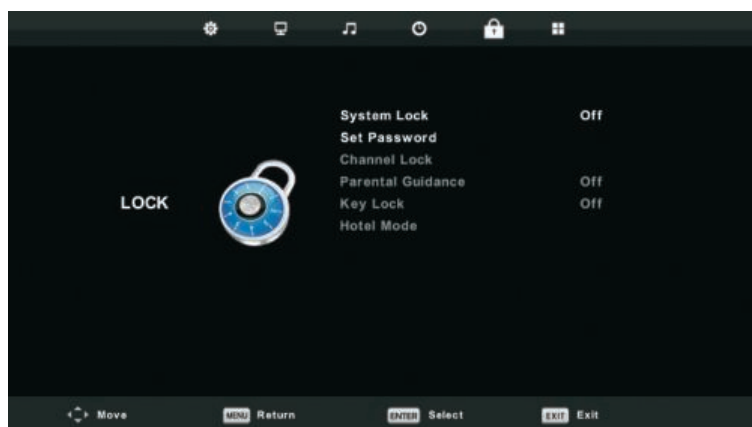 System Lock Off
Set Password
Channel Lock
Parental Guidance Off
LOCK
Key Lock Off
Hotel Mode
Move MENU Return ENTER Select EXIT Exit